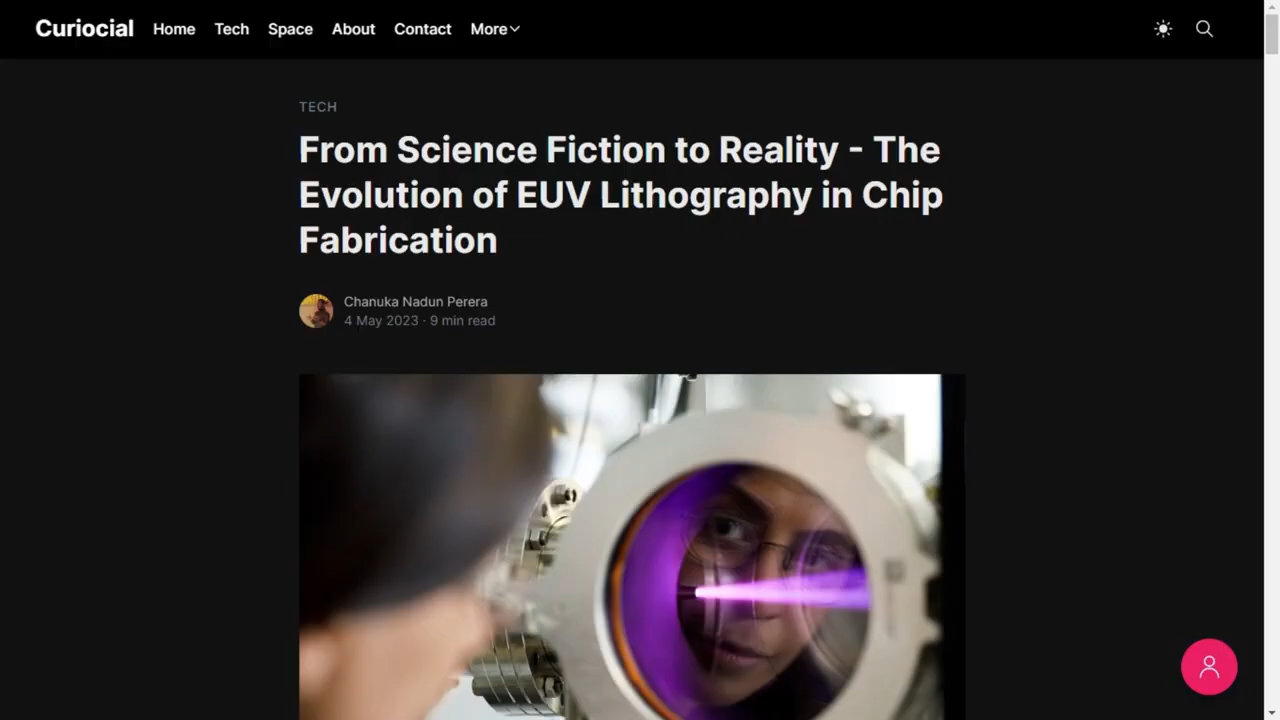 Curiocial Home Tech Space About Contact More
TECH
From Science Fiction to Reality - The
Evolution of EUV Lithography in Chip
Fabrication
Chanuka Nadun Perera
4 May 2023 · 9 min read